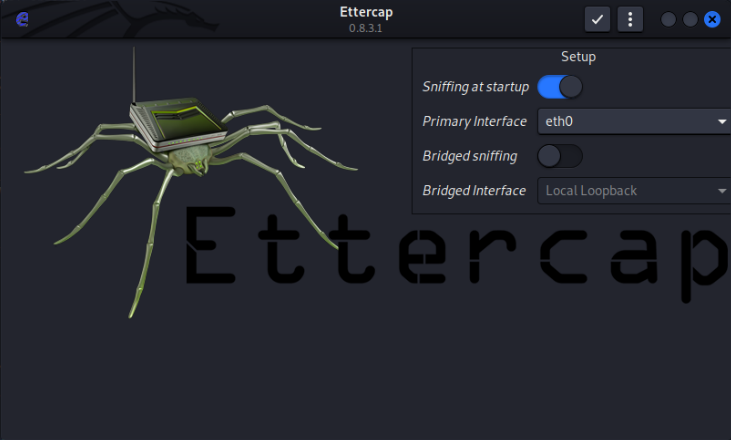 Ettercap
0.8.3.1
Setup
Sniffing at startup
Primary Interface eth0
Bridged sniffing
Bridged Interface Local Loopback
Ettercap